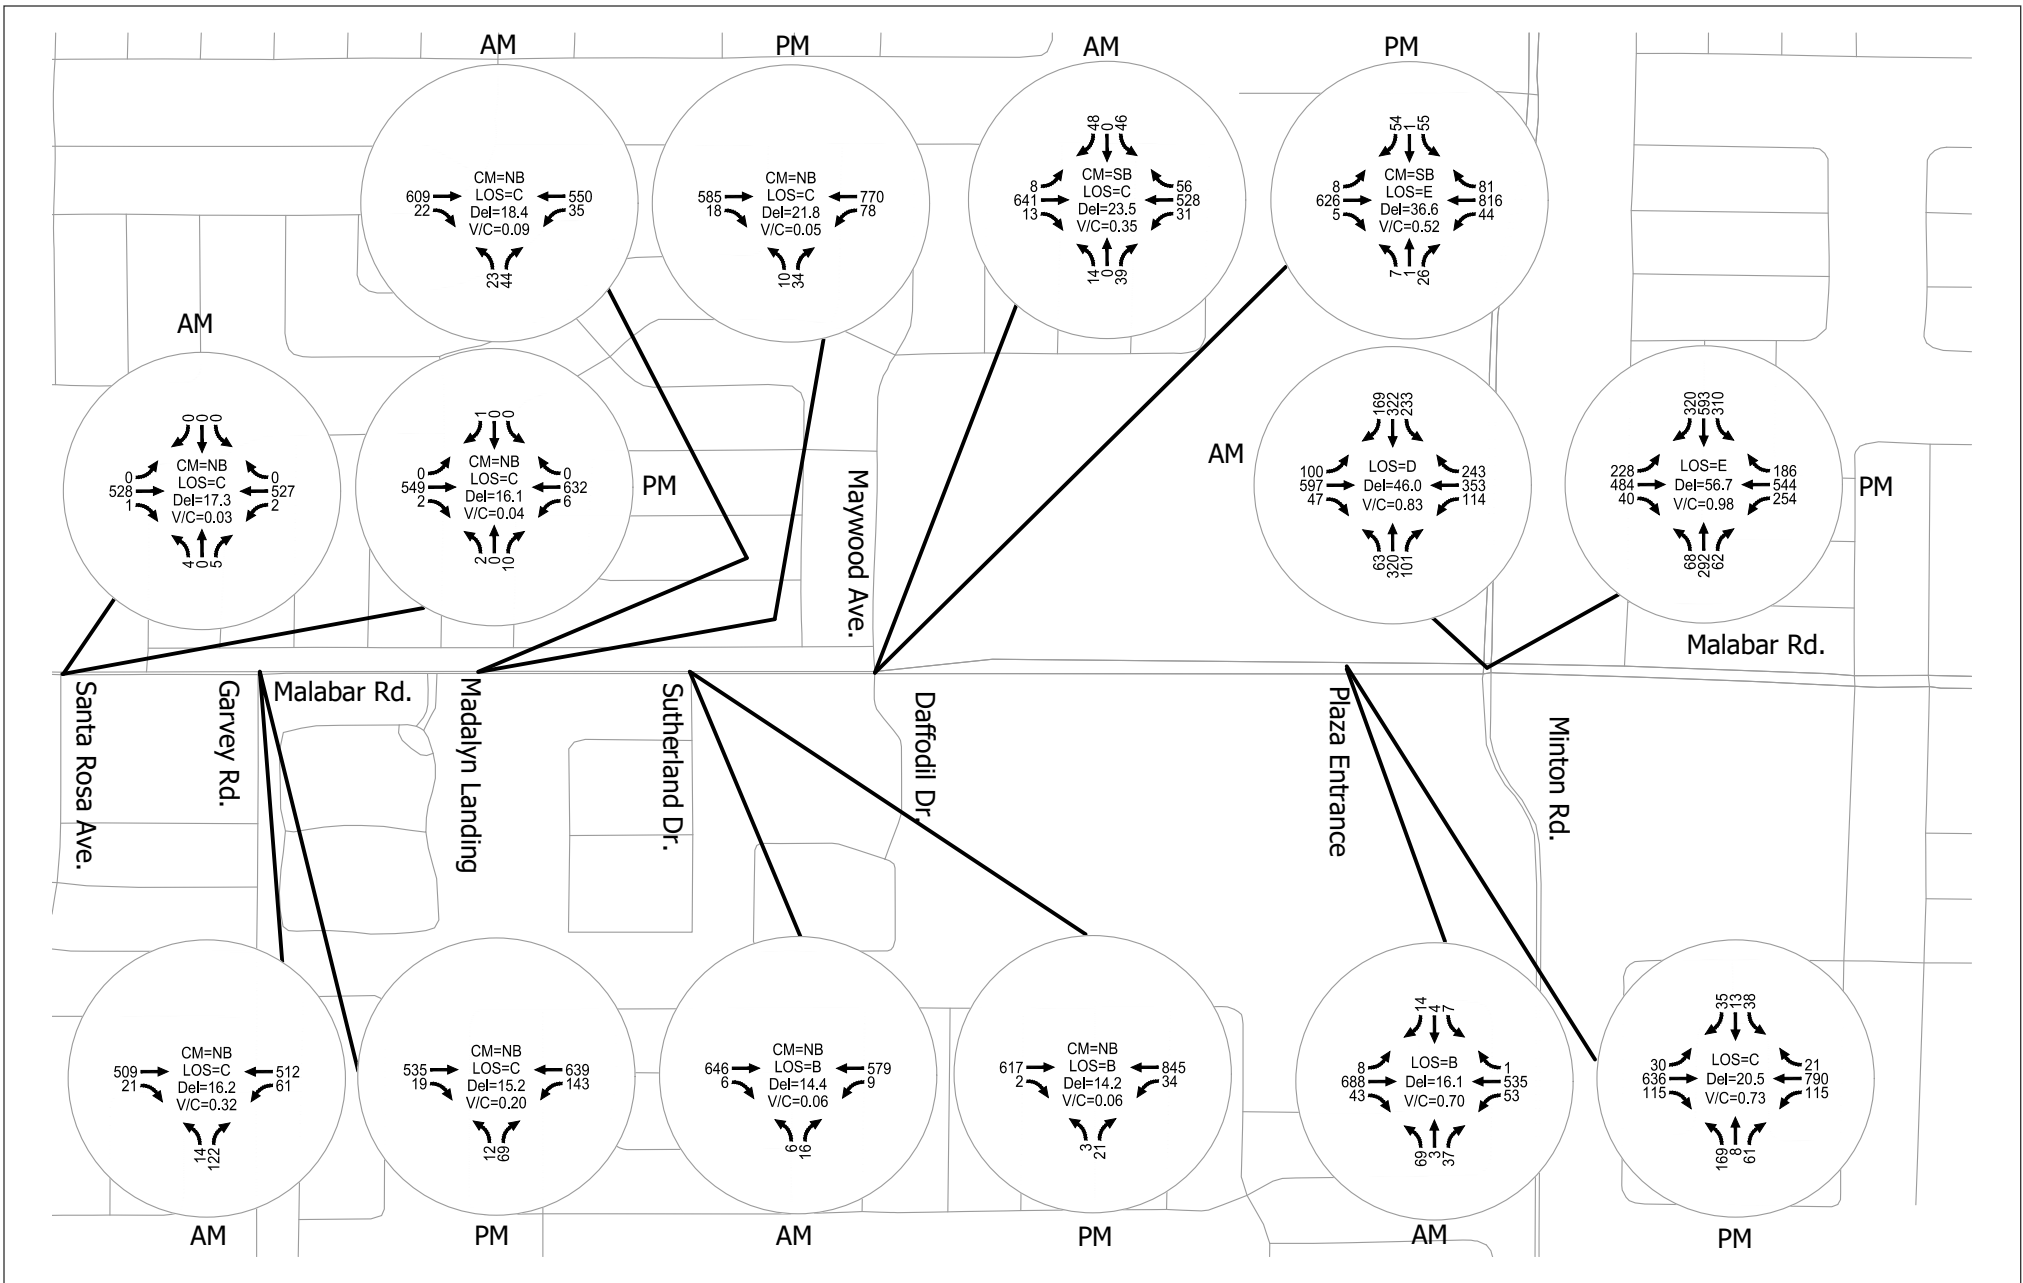 AM
PM
AM
PM
CM=NB
LOS=C
Del=18.4
V/C=0.09
609
22
550
35
23
44
CM=NB
LOS=C
Del=21.8
V/C=0.05
585
18
770
78
10
34
48
0
46
CM=SB
LOS=C
Del=23.5
V/C=0.35
8
641
13
56
528
31
14
0
39
54
1
55
CM=SB
LOS=E
Del=36.6
V/C=0.52
8
626
5
81
816
44
7
1
26
AM
0
0
0
CM=NB
LOS=C
Del=17.3
V/C=0.03
0
528
1
0
527
2
4
0
5
1
0
0
CM=NB
LOS=C
Del=16.1
V/C=0.04
0
549
2
0
632
6
2
0
10
PM
AM
169
322
233
LOS=D
Del=46.0
V/C=0.83
100
597
47
243
353
114
63
320
101
320
593
310
LOS=E
Del=56.7
V/C=0.98
228
484
40
186
544
254
68
292
62
PM
Maywood Ave.
Malabar Rd.
Santa Rosa Ave.
Garvey Rd.
Malabar Rd.
Madalyn Landing
Sutherland Dr.
Daffodil Dr.
Plaza Entrance
Minton Rd.
CM=NB
LOS=C
Del=16.2
V/C=0.32
509
21
512
61
14
122
CM=NB
LOS=C
Del=15.2
V/C=0.20
535
19
639
143
12
69
CM=NB
LOS=B
Del=14.4
V/C=0.06
646
6
579
9
6
16
CM=NB
LOS=B
Del=14.2
V/C=0.06
617
2
845
34
3
21
14
4
7
LOS=B
Del=16.1
V/C=0.70
8
688
43
1
535
53
69
3
37
35
13
38
LOS=C
Del=20.5
V/C=0.73
30
636
115
21
790
115
169
8
61
AM
PM
AM
PM
AM
PM